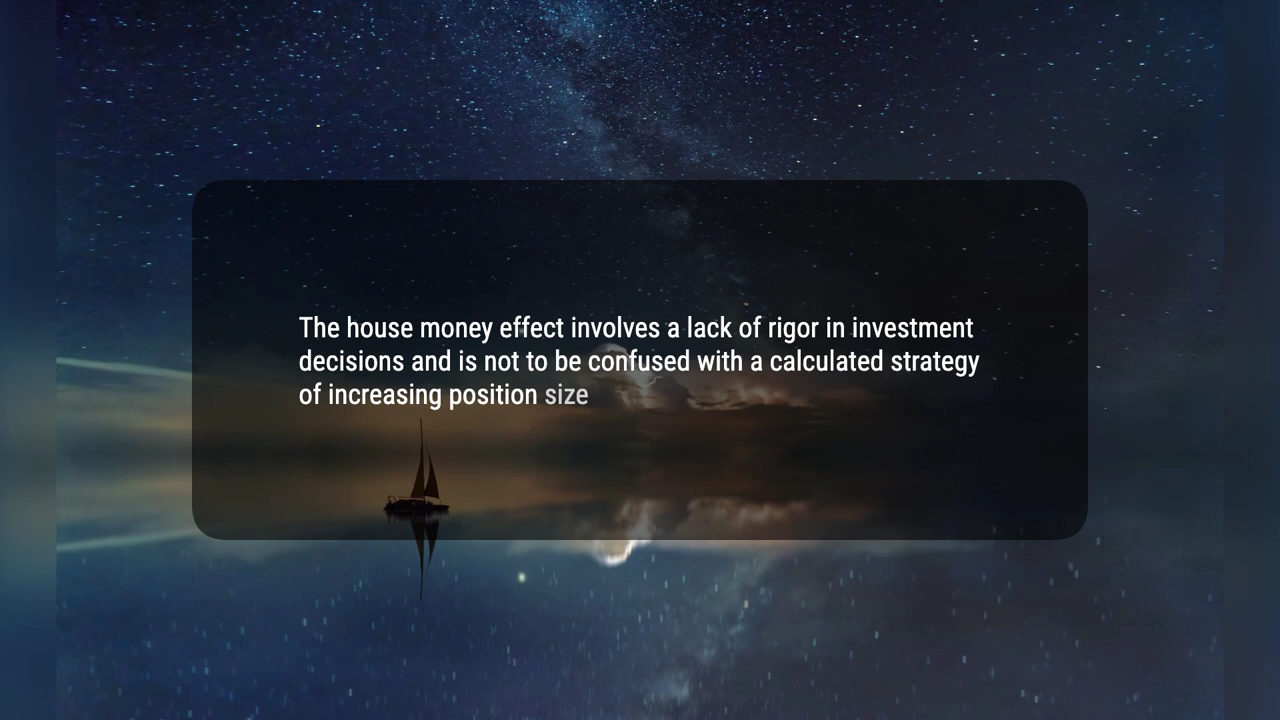 The house money effect involves a lack of rigor in investment
decisions and is not to be confused with a calculated strategy
of increasing position size